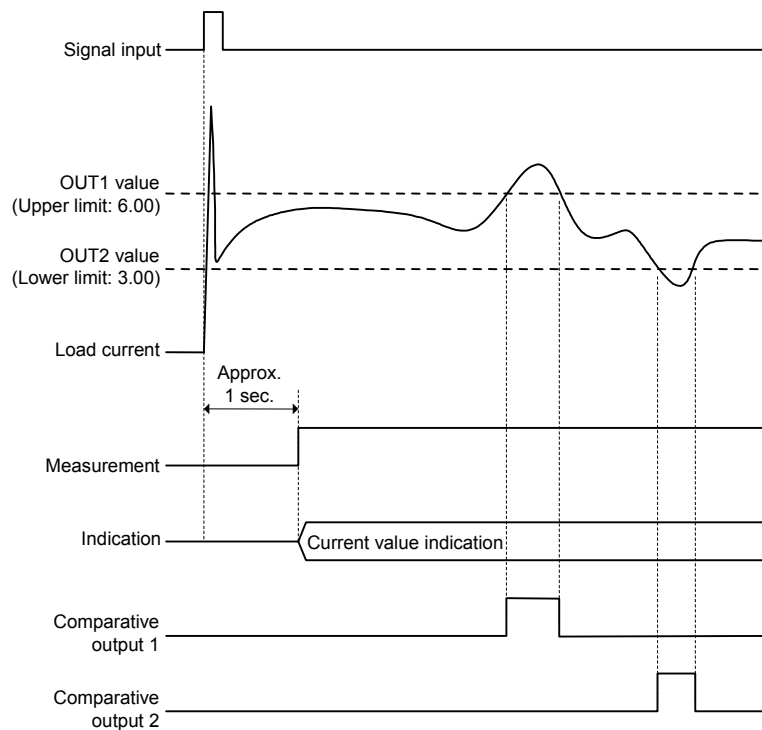 Signal input
OUT1 value
(Upper limit: 6.00)
OUT2 value
(Lower limit: 3.00)
Load current
Approx.
1 sec.
Measurement
Indication
Current value indication
Comparative
output 1
Comparative
output 2